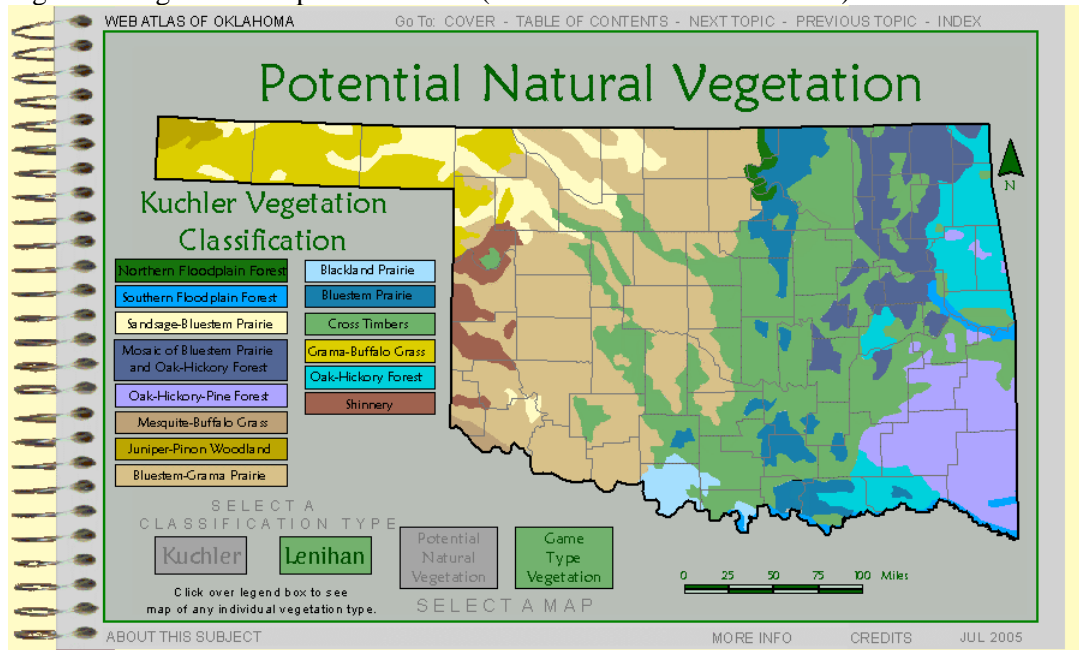 WEB ATLAS OF OKLAHOMA
Go To: COVER - TABLE OF CONTENTS - NEXT TOPIC - PREVIOUS TOPIC - INDEX
Potential Natural Vegetation
N
Kuchler Vegetation
Classification
Northern Floodplain Forest
Southern Floodplain Forest
Sandsage-Bluestem Prairie
Mosaic of Bluestem Prairie
and Oak-Hickory Forest
Oak-Hickory-Pine Forest
Mesquite-Buffalo Grass
Juniper-Pinon Woodland
Bluestem-Grama Prairie
Blackland Prairie
Bluestem Prairie
Cross Timbers
Grama-Buffalo Grass
Oak-Hickory Forest
Shinnery
SELECT A
CLASSIFICATION TYPE
Kuchler
Lenihan
Click over legend box to see
map of any individual vegetation type.
Potential
Natural
Vegetation
Game
Type
Vegetation
SELECT A MAP
0 25 50 75 100 Miles
ABOUT THIS SUBJECT
MORE INFO
CREDITS
JUL 2005